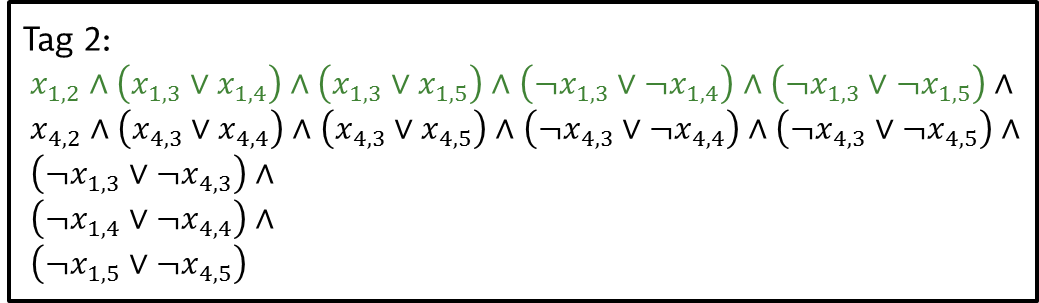 Tag 2:
x₁,₂ ∧ (x₁,₃ ∨ x₁,₄) ∧ (x₁,₃ ∨ x₁,₅) ∧ (¬x₁,₃ ∨ ¬x₁,₄) ∧ (¬x₁,₃ ∨ ¬x₁,₅) ∧
x₄,₂ ∧ (x₄,₃ ∨ x₄,₄) ∧ (x₄,₃ ∨ x₄,₅) ∧ (¬x₄,₃ ∨ ¬x₄,₄) ∧ (¬x₄,₃ ∨ ¬x₄,₅) ∧
(¬x₁,₃ ∨ ¬x₄,₃) ∧
(¬x₁,₄ ∨ ¬x₄,₄) ∧
(¬x₁,₅ ∨ ¬x₄,₅)